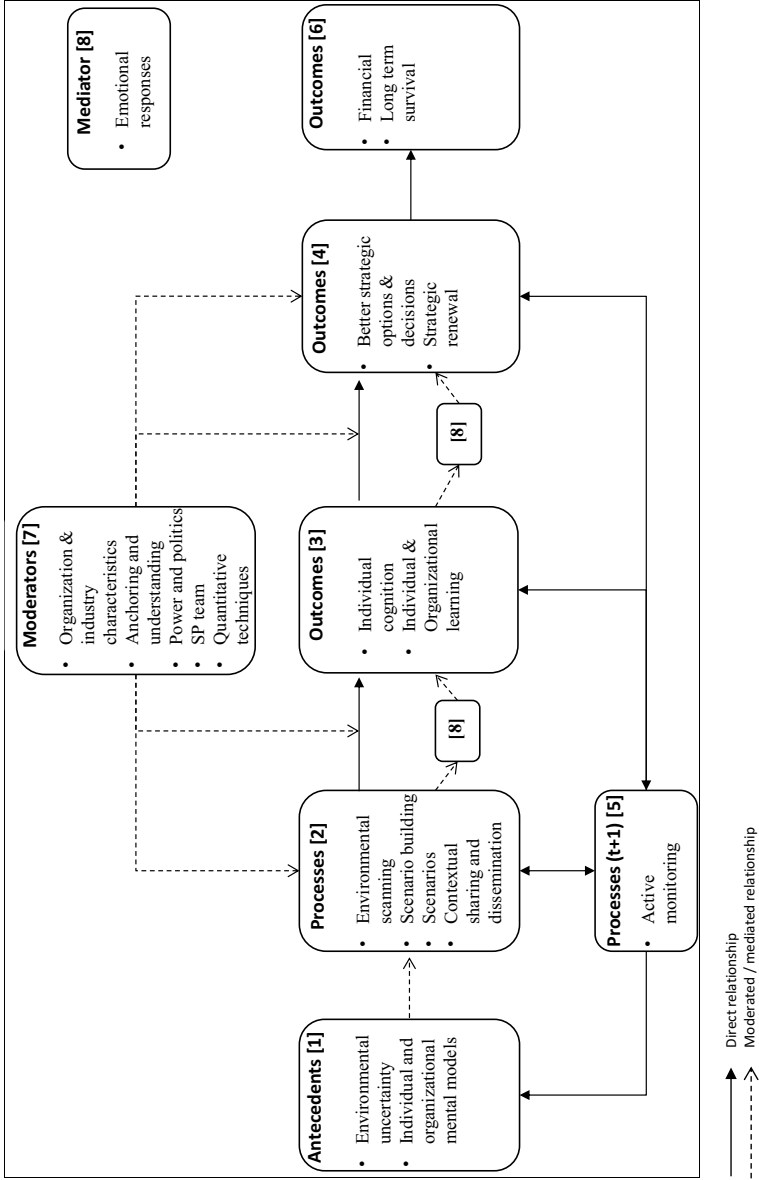 Moderators [7]
• Organization &
industry
characteristics
• Anchoring and
understanding
• Power and politics
• SP team
• Quantitative
techniques
Mediator [8]
• Emotional
responses
Antecedents [1]
• Environmental
uncertainty
• Individual and
organizational
mental models
Processes [2]
• Environmental
scanning
• Scenario building
• Scenarios
• Contextual
sharing and
dissemination
[8]
Outcomes [3]
• Individual
cognition
• Individual &
Organizational
learning
[8]
Outcomes [4]
• Better strategic
options &
decisions
• Strategic
renewal
Outcomes [6]
• Financial
• Long term
survival
Processes (t+1) [5]
• Active
monitoring
Direct relationship
Moderated / mediated relationship